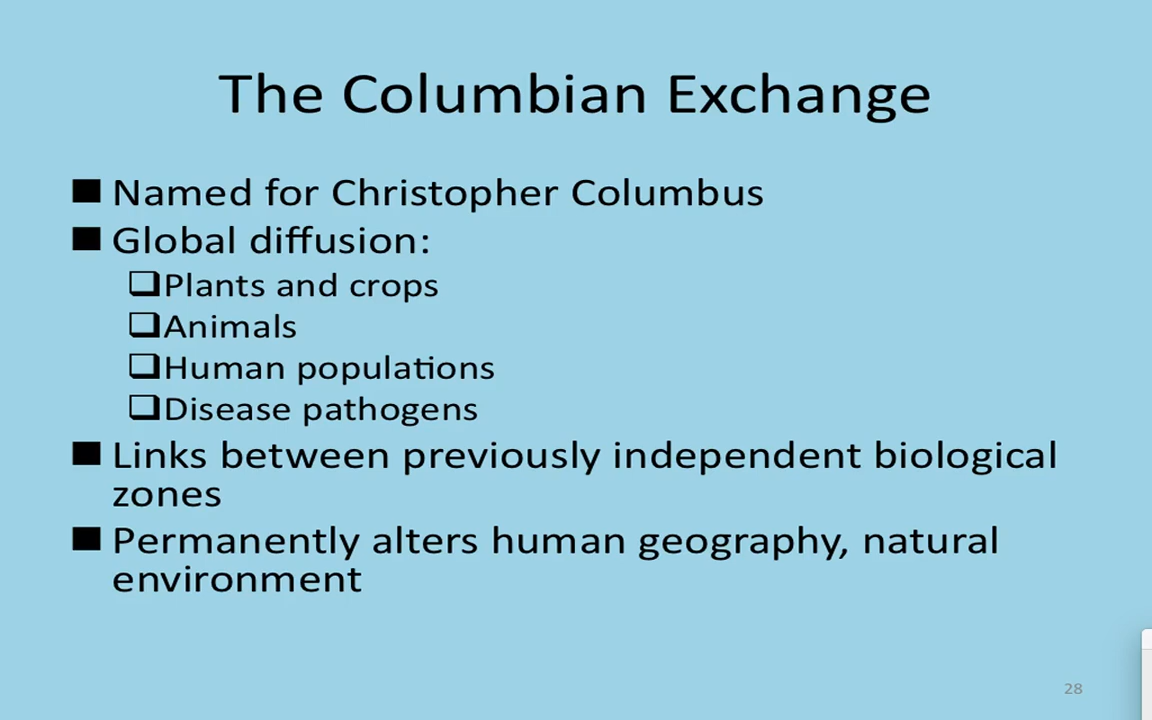 The Columbian Exchange
■ Named for Christopher Columbus
■ Global diffusion:
❑Plants and crops
❑Animals
❑Human populations
❑Disease pathogens
■ Links between previously independent biological
zones
■ Permanently alters human geography, natural
environment
28